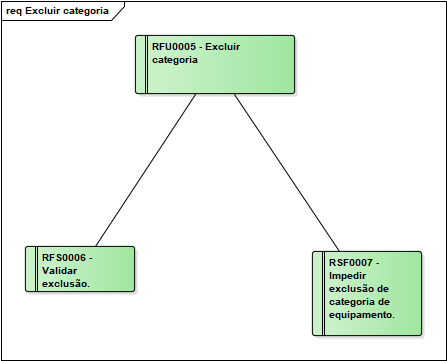 req Excluir categoria
RFU0005 - Excluir
categoria
RFS0006 -
Validar
exclusão.
RSF0007 -
Impedir
exclusão de
categoria de
equipamento.